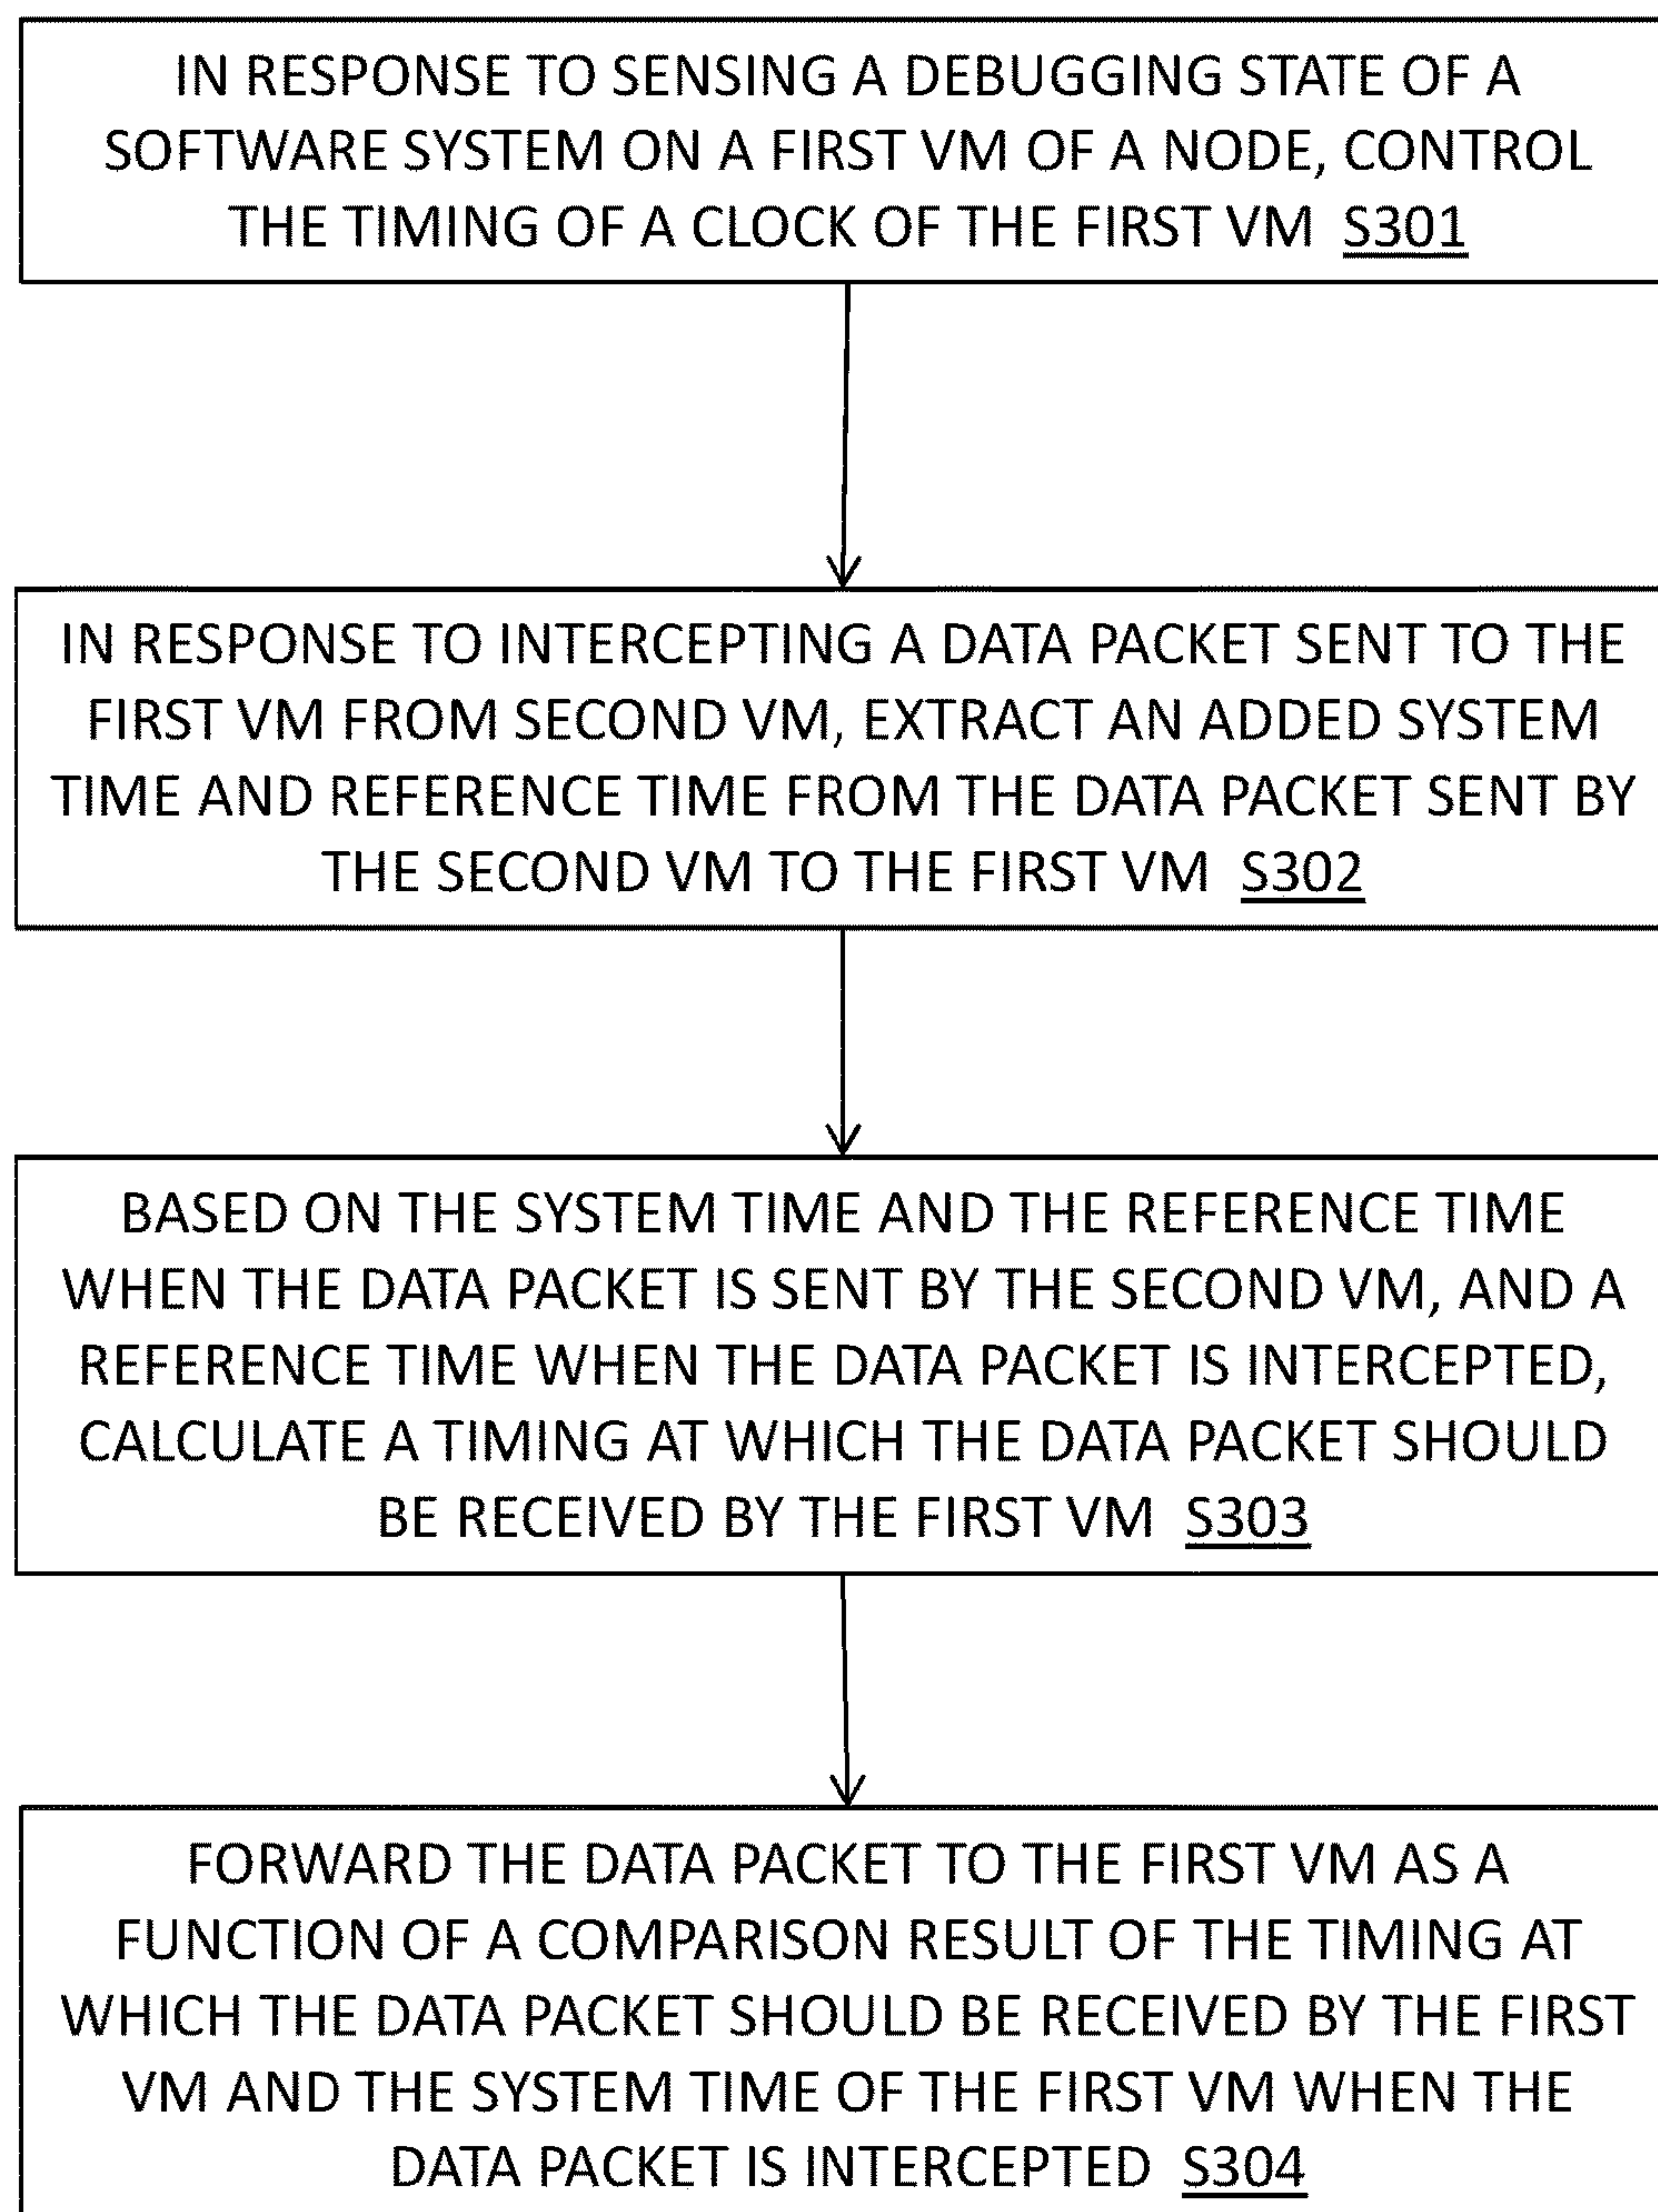 IN RESPONSE TO SENSING A DEBUGGING STATE OF A
SOFTWARE SYSTEM ON A FIRST VM OF A NODE, CONTROL
THE TIMING OF A CLOCK OF THE FIRST VM S301
IN RESPONSE TO INTERCEPTING A DATA PACKET SENT TO THE
FIRST VM FROM SECOND VM, EXTRACT AN ADDED SYSTEM
TIME AND REFERENCE TIME FROM THE DATA PACKET SENT BY
THE SECOND VM TO THE FIRST VM S302
BASED ON THE SYSTEM TIME AND THE REFERENCE TIME
WHEN THE DATA PACKET IS SENT BY THE SECOND VM, AND A
REFERENCE TIME WHEN THE DATA PACKET IS INTERCEPTED,
CALCULATE A TIMING AT WHICH THE DATA PACKET SHOULD
BE RECEIVED BY THE FIRST VM S303
FORWARD THE DATA PACKET TO THE FIRST VM AS A
FUNCTION OF A COMPARISON RESULT OF THE TIMING AT
WHICH THE DATA PACKET SHOULD BE RECEIVED BY THE FIRST
VM AND THE SYSTEM TIME OF THE FIRST VM WHEN THE
DATA PACKET IS INTERCEPTED S304